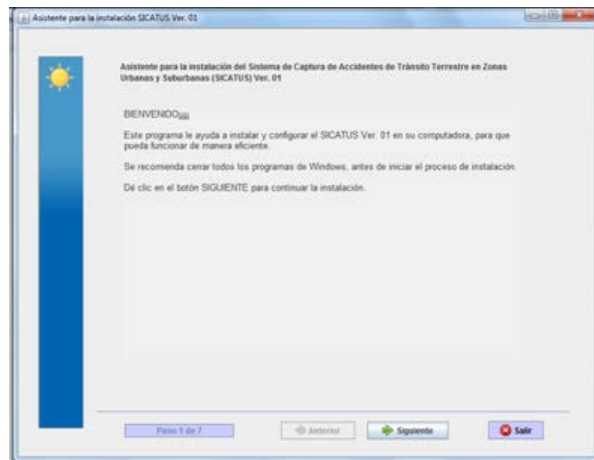 Asistente para la instalación SICATUS Ver. 01
Asistente para la instalación del Sistema de Captura de Accidentes de Tránsito Terrestre en Zonas
Urbanas y Suburbanas (SICATUS) Ver. 01
BIENVENIDO
Este programa le ayuda a instalar y configurar el SICATUS Ver. 01 en su computadora, para que
pueda funcionar de manera eficiente.
Se recomienda cerrar todos los programas de Windows, antes de iniciar el proceso de instalación.
Dé clic en el botón SIGUIENTE para continuar la instalación.
Paso 1 de 7
Anterior
Siguiente
Salir